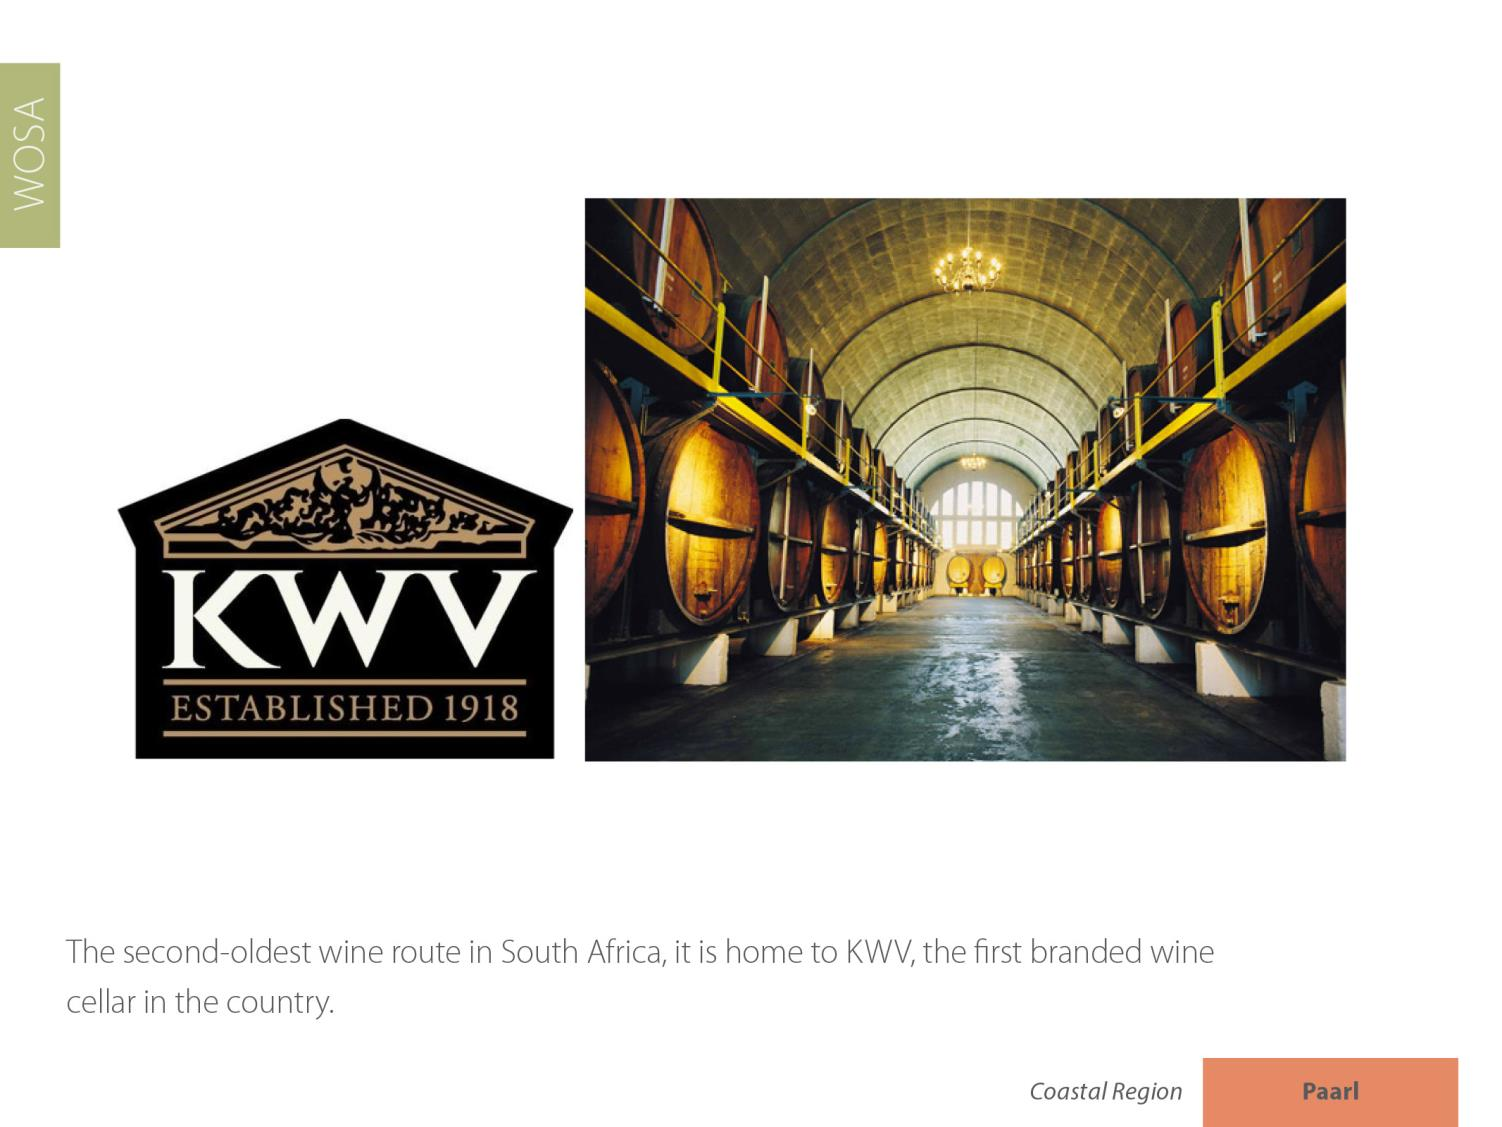 WOSA
KWV
ESTABLISHED 1918
The second-oldest wine route in South Africa, it is home to KWV, the first branded wine
cellar in the country.
Coastal Region
Paarl